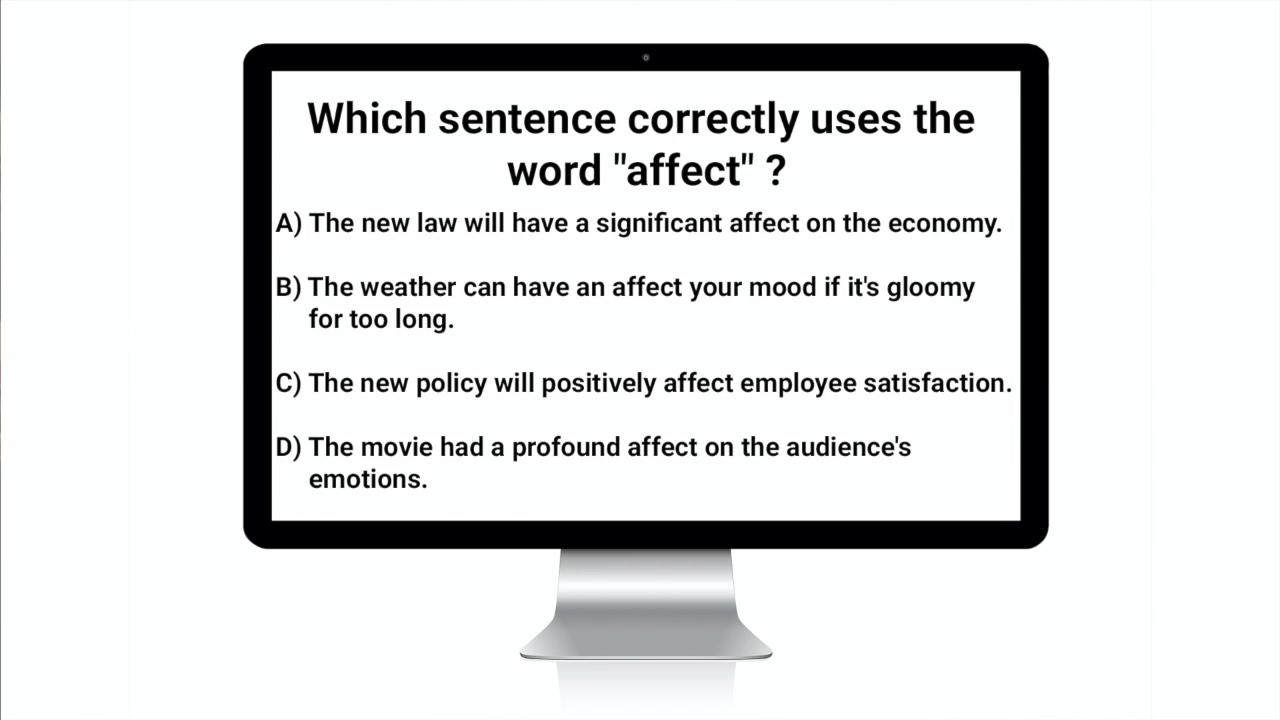 Which sentence correctly uses the
word "affect" ?
A) The new law will have a significant affect on the economy.
B) The weather can have an affect your mood if it's gloomy
for too long.
C) The new policy will positively affect employee satisfaction.
D) The movie had a profound affect on the audience's
emotions.